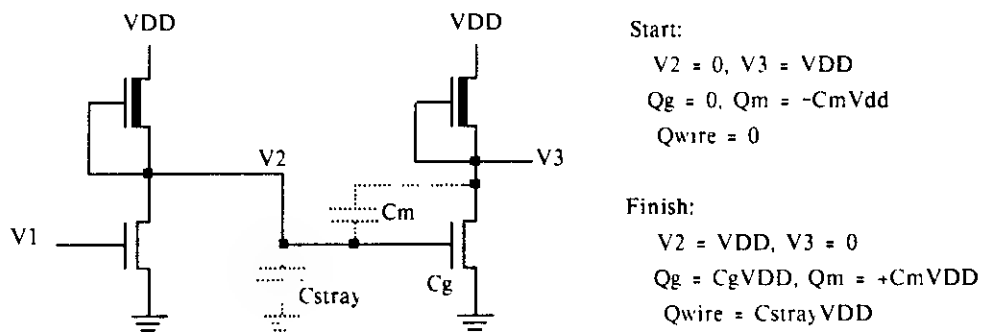 VDD
VDD
V2
V3
V1
Cm
Cg
Cstray
Start:
V2 = 0, V3 = VDD
Qg = 0, Qm = -CmVdd
Qwire = 0
Finish:
V2 = VDD, V3 = 0
Qg = CgVDD, Qm = +CmVDD
Qwire = CstrayVDD